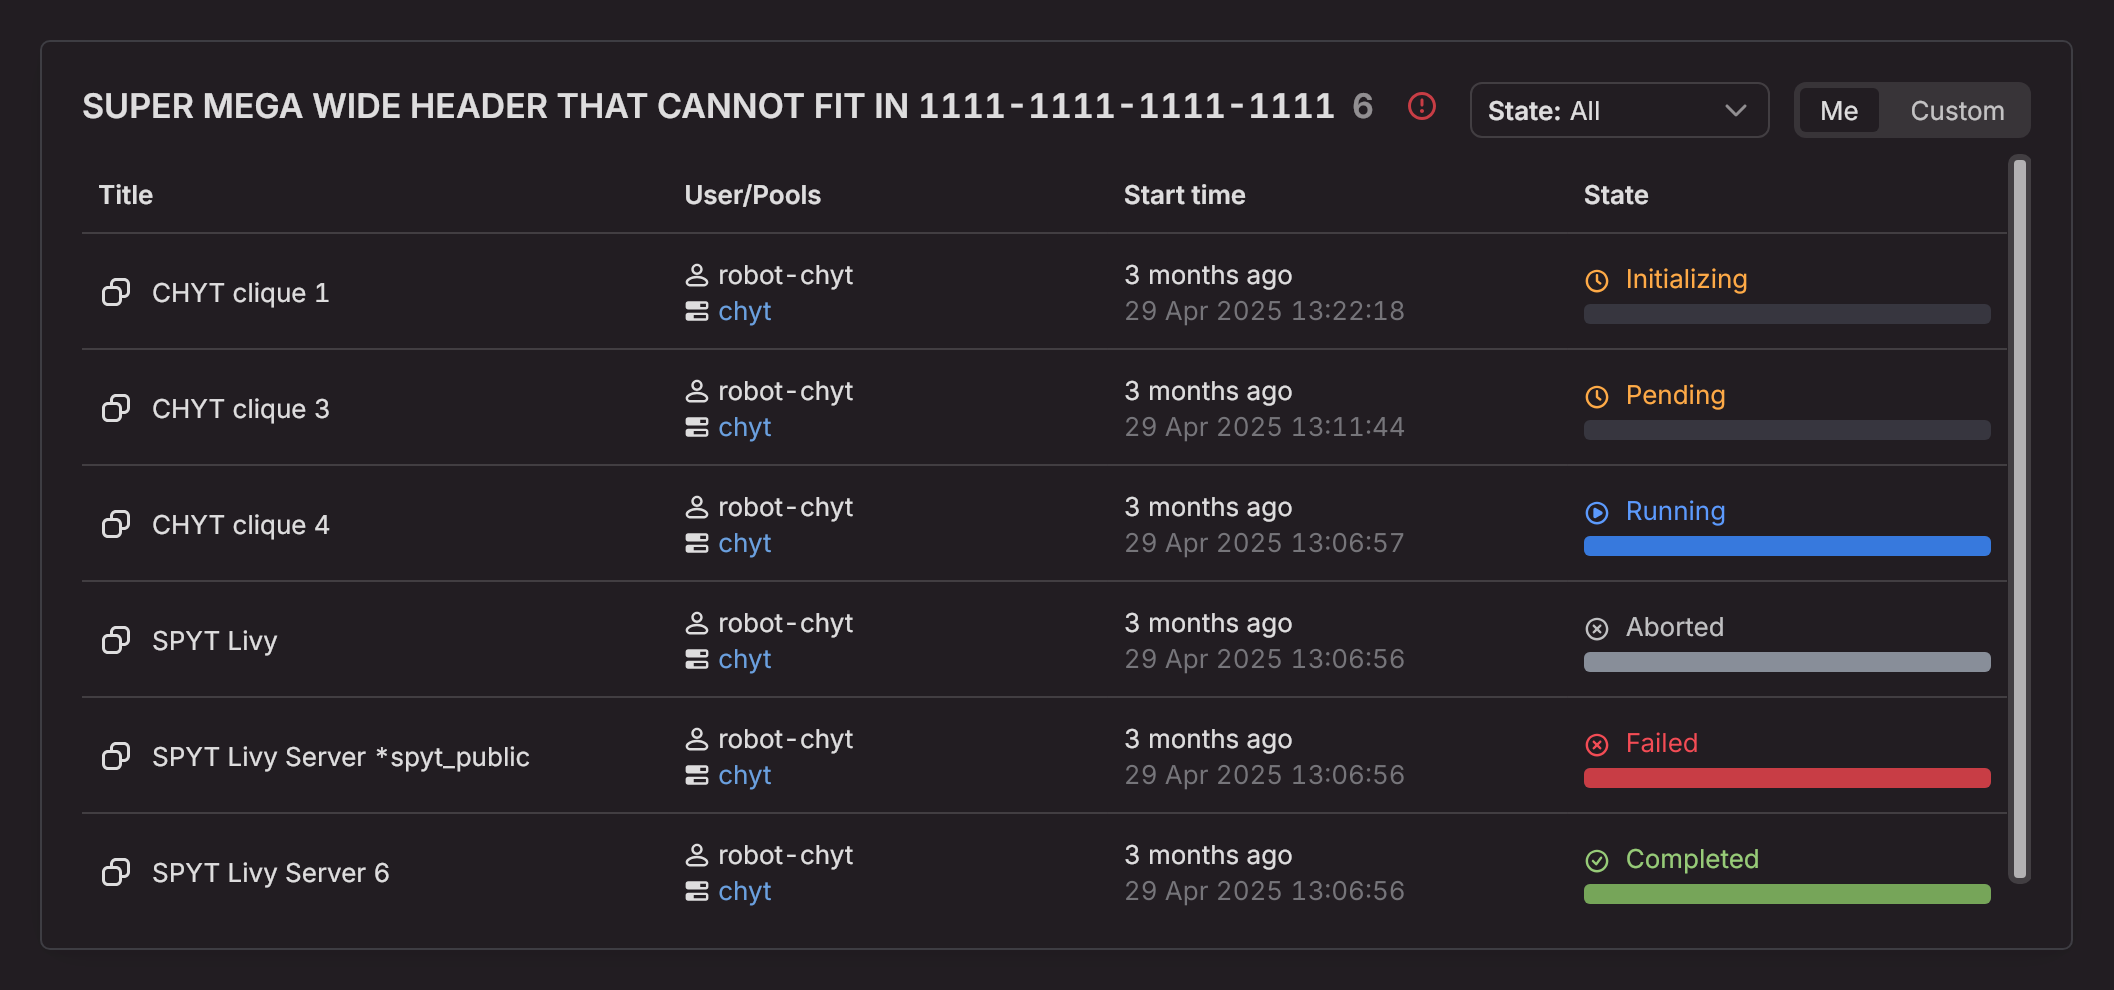 SUPER MEGA WIDE HEADER THAT CANNOT FIT IN 1111-1111-1111-1111 6 State: All Me Custom
Title User/Pools Start time State
CHYT clique 1 robot-chyt 3 months ago Initializing
chyt 29 Apr 2025 13:22:18
CHYT clique 3 robot-chyt 3 months ago Pending
chyt 29 Apr 2025 13:11:44
CHYT clique 4 robot-chyt 3 months ago Running
chyt 29 Apr 2025 13:06:57
SPYT Livy robot-chyt 3 months ago Aborted
chyt 29 Apr 2025 13:06:56
SPYT Livy Server *spyt_public robot-chyt 3 months ago Failed
chyt 29 Apr 2025 13:06:56
SPYT Livy Server 6 robot-chyt 3 months ago Completed
chyt 29 Apr 2025 13:06:56